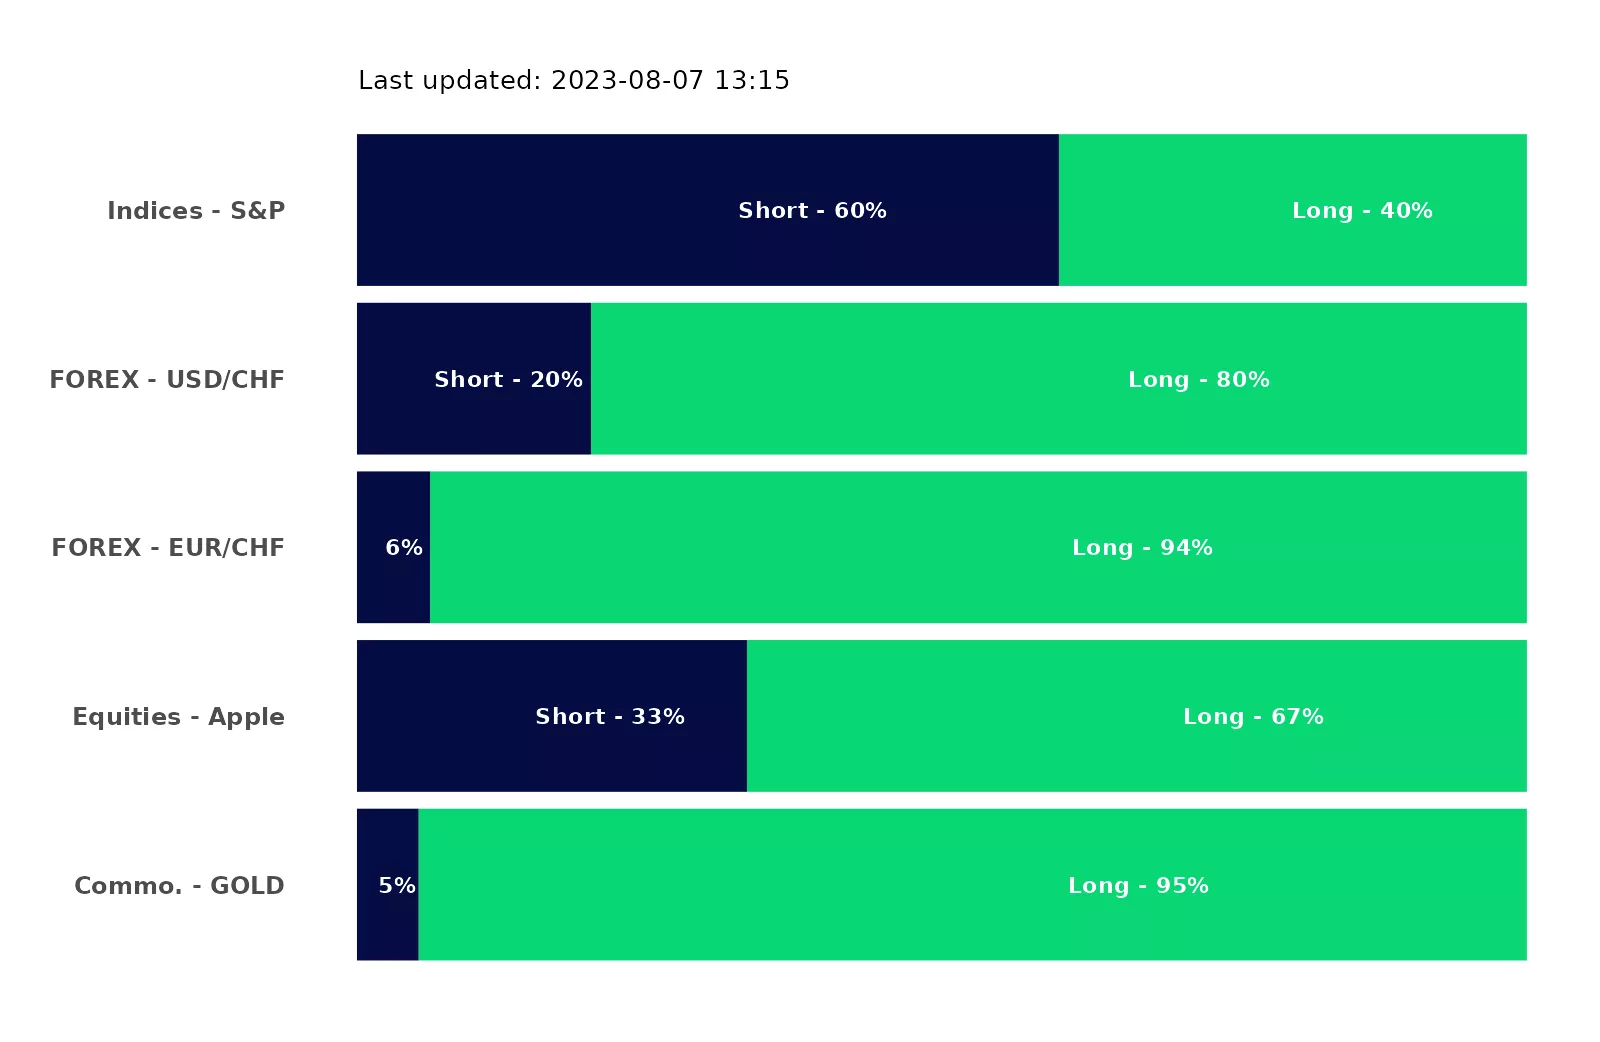 Last updated: 2023-08-07 13:15
Indices - S&P Short - 60% Long - 40%
FOREX - USD/CHF Short - 20% Long - 80%
FOREX - EUR/CHF 6% Long - 94%
Equities - Apple Short - 33% Long - 67%
Commo. - GOLD 5% Long - 95%